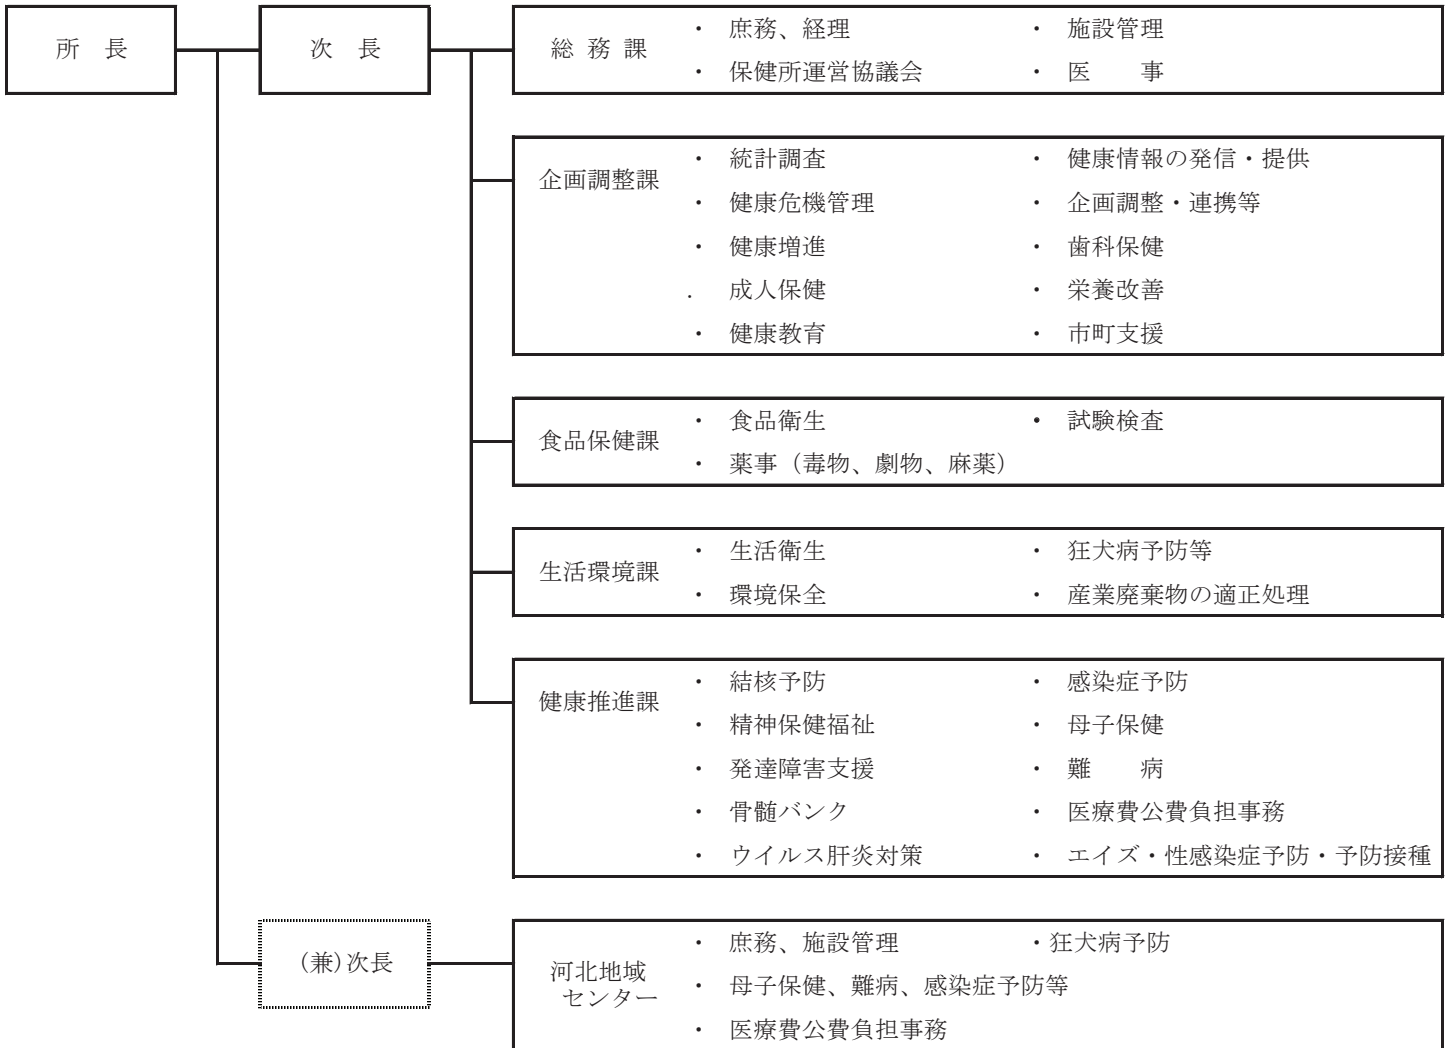 所　長
次　長
総 務 課
・ 庶務、経理
・ 施設管理
・ 保健所運営協議会
・ 医　　事
企画調整課
・ 統計調査
・ 健康情報の発信・提供
・ 健康危機管理
・ 企画調整・連携等
・ 健康増進
・ 歯科保健
. 成人保健
・ 栄養改善
・ 健康教育
・ 市町支援
食品保健課
・ 食品衛生
・ 試験検査
・ 薬事（毒物、劇物、麻薬）
生活環境課
・ 生活衛生
・ 狂犬病予防等
・ 環境保全
・ 産業廃棄物の適正処理
健康推進課
・ 結核予防
・ 感染症予防
・ 精神保健福祉
・ 母子保健
・ 発達障害支援
・ 難　　病
・ 骨髄バンク
・ 医療費公費負担事務
・ ウイルス肝炎対策
・ エイズ・性感染症予防・予防接種
(兼)次長
河北地域
センター
・ 庶務、施設管理
・狂犬病予防
・ 母子保健、難病、感染症予防等
・ 医療費公費負担事務